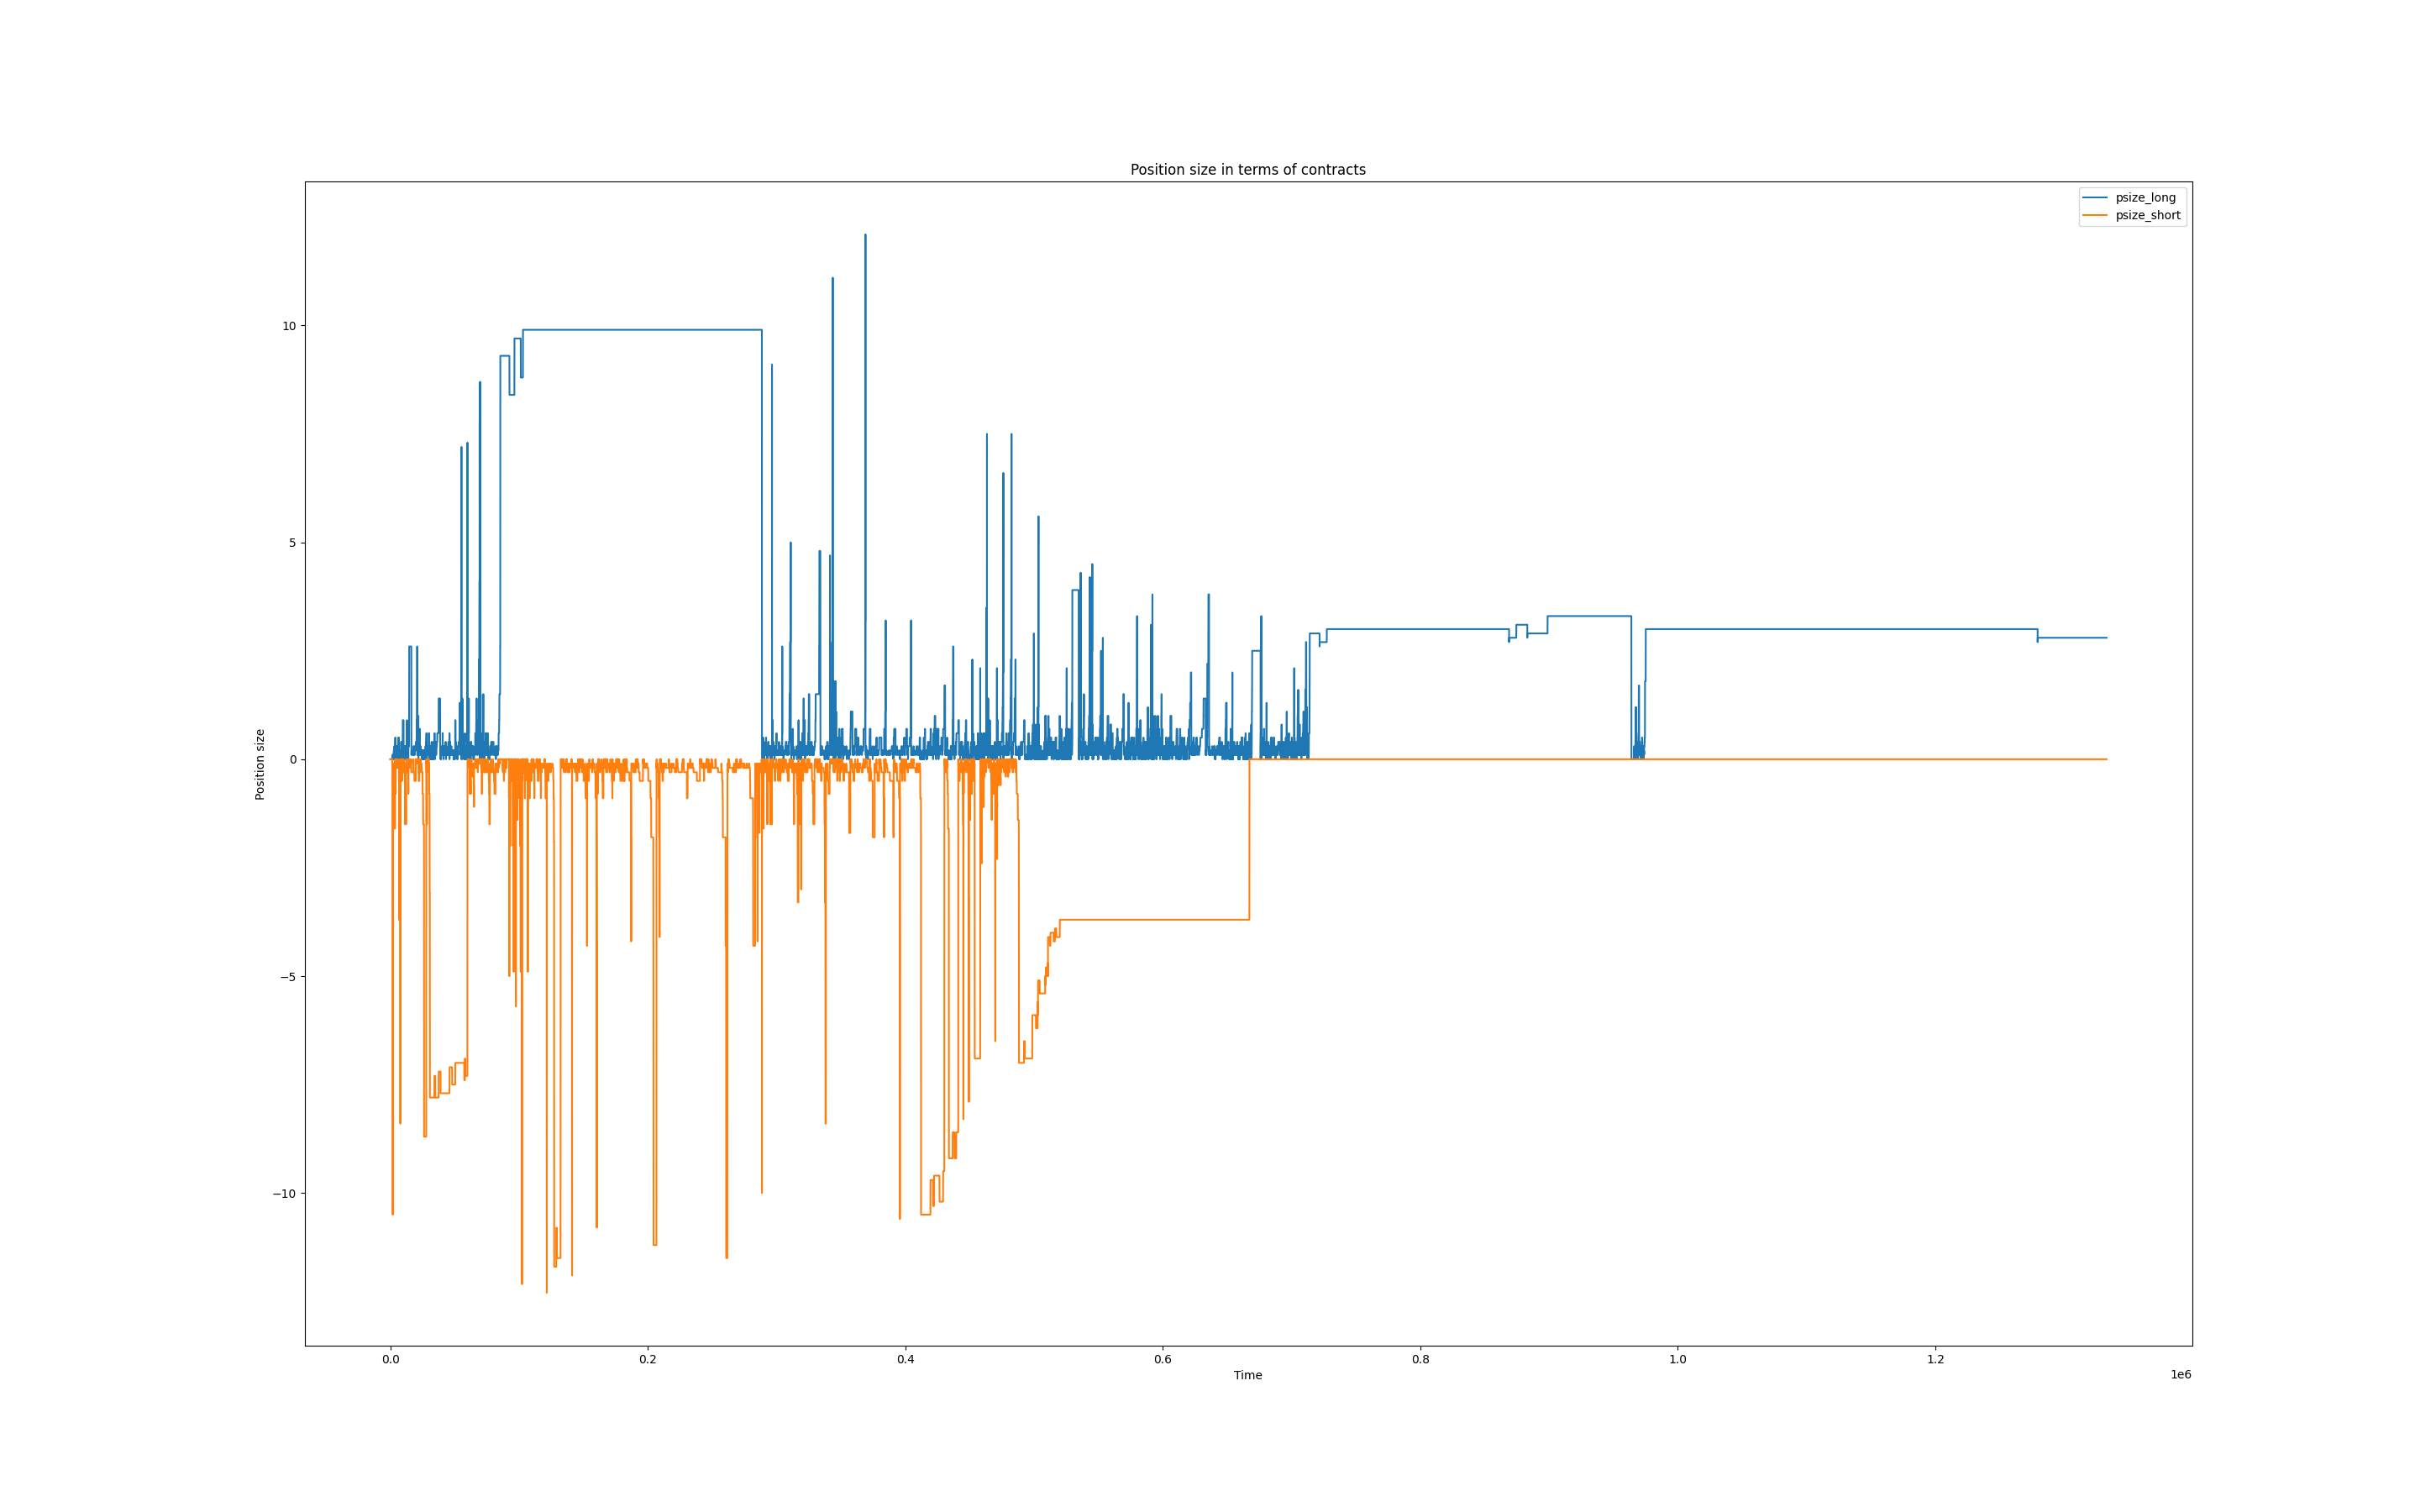 Position size in terms of contracts
psize_long
psize_short
Position size
10
5
0
−5
−10
0.0 0.2 0.4 0.6 0.8 1.0 1.2
Time
1e6